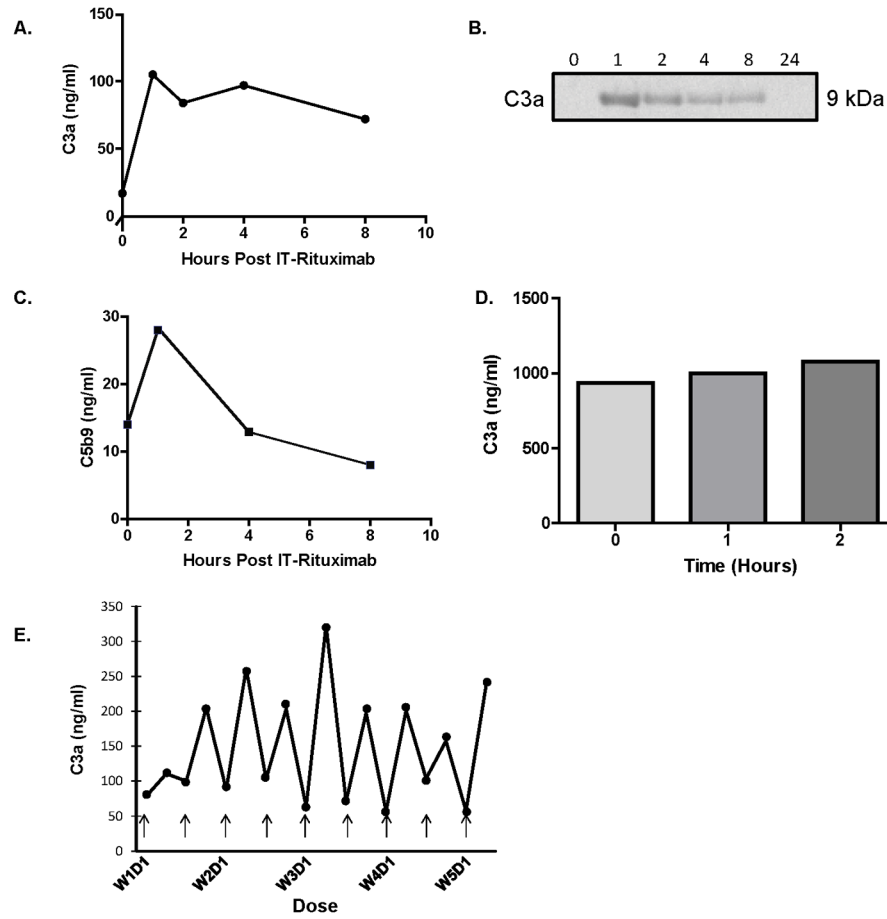 A.
150
100
50
0
C3a (ng/ml)
0 2 4 6 8 10
Hours Post IT-Rituximab
B.
0 1 2 4 8 24
C3a 9 kDa
C.
30
20
10
0
C5b9 (ng/ml)
0 2 4 6 8 10
Hours Post IT-Rituximab
D.
1500
1000
500
0
C3a (ng/ml)
0 1 2
Time (Hours)
E.
350
300
250
200
150
100
50
0
C3a (ng/ml)
W1D1 W2D1 W3D1 W4D1 W5D1
Dose